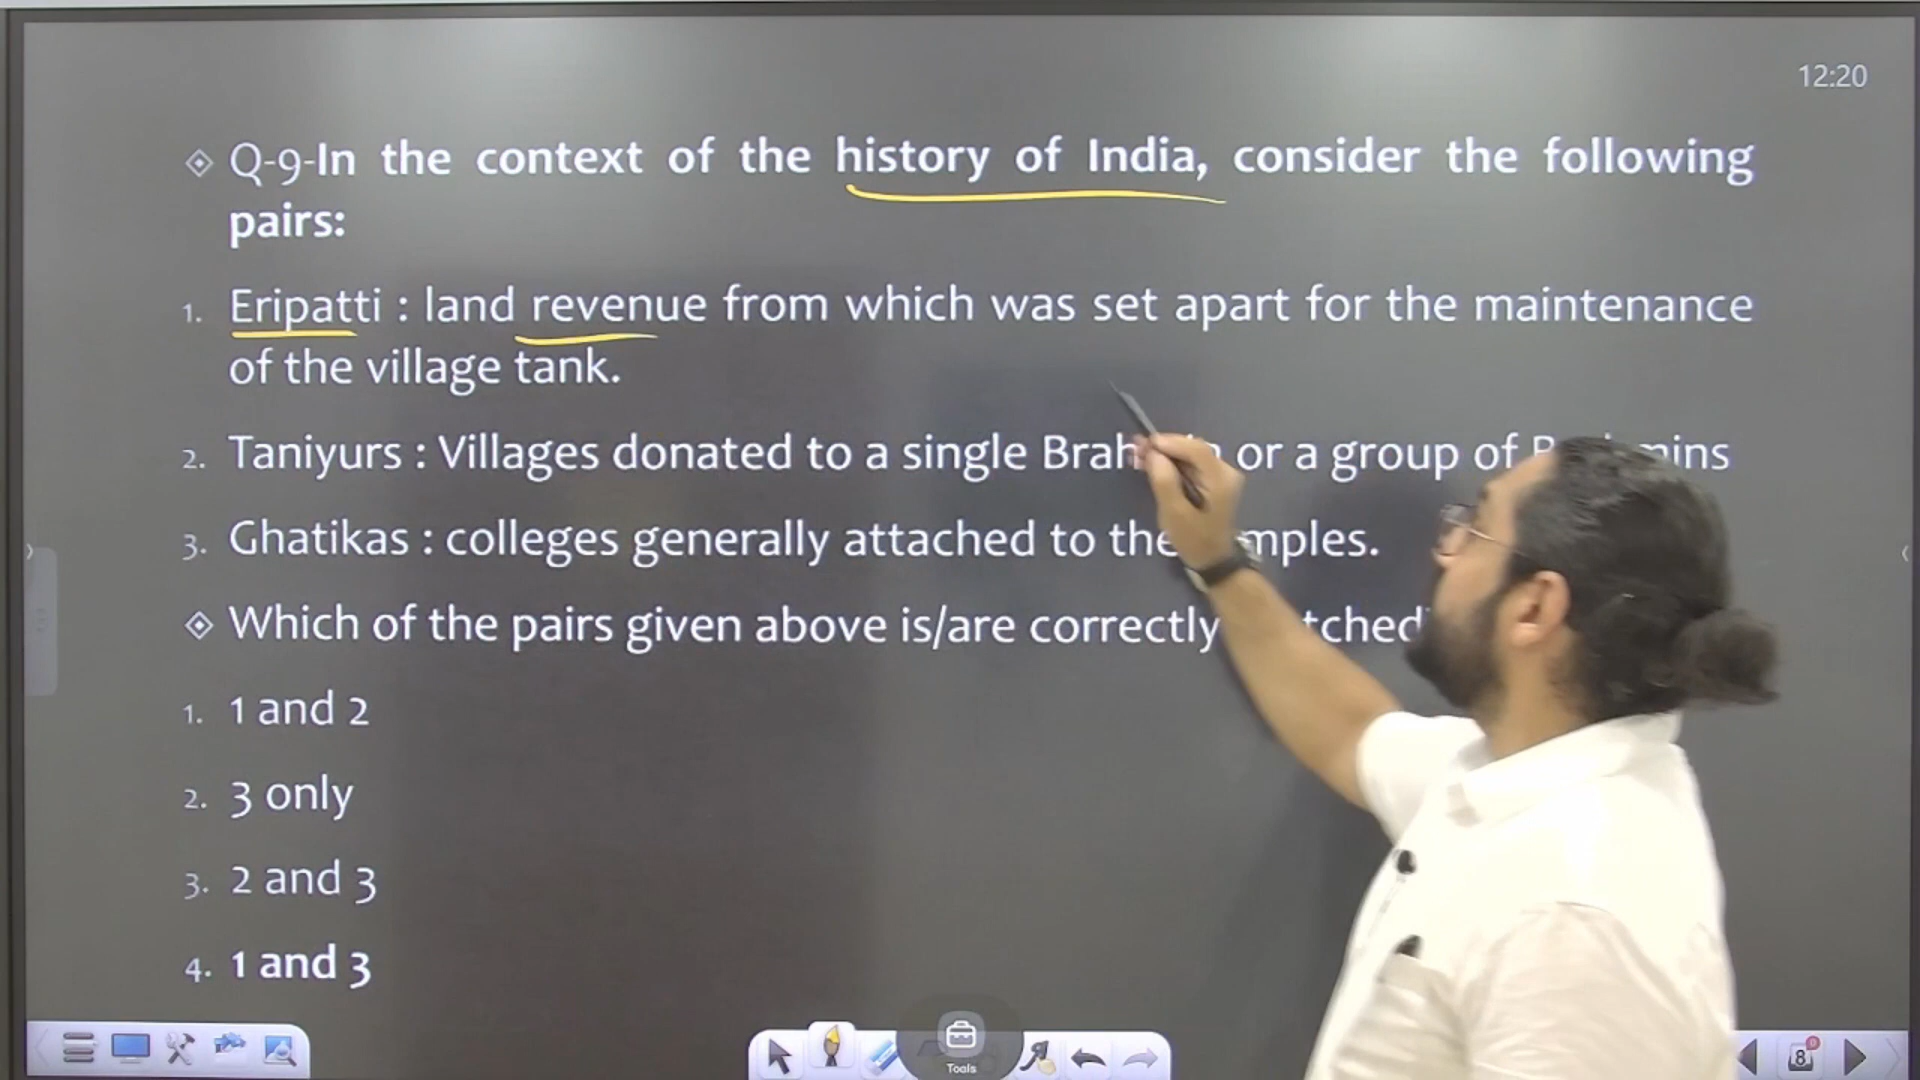 12:20
Q-9-In the context of the history of India, consider the following
pairs:
1. Eripatti : land revenue from which was set apart for the maintenance
of the village tank.
2. Taniyurs : Villages donated to a single or a group of
3. Ghatikas : colleges generally attached to the
Which of the pairs given above is/are correctly
1. 1 and 2
2. 3 only
3. 2 and 3
4. 1 and 3
8
Tools